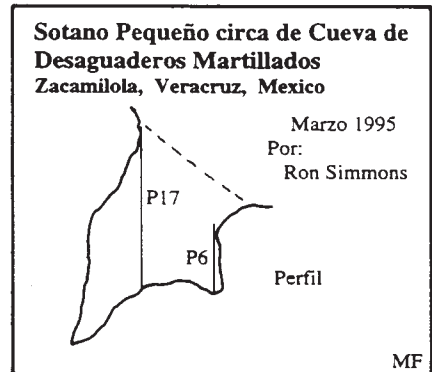 Sotano Pequeño circa de Cueva de
Desaguaderos Martillados
Zacamilola, Veracruz, Mexico
Marzo 1995
Por:
Ron Simmons
P17
P6
Perfil
MF